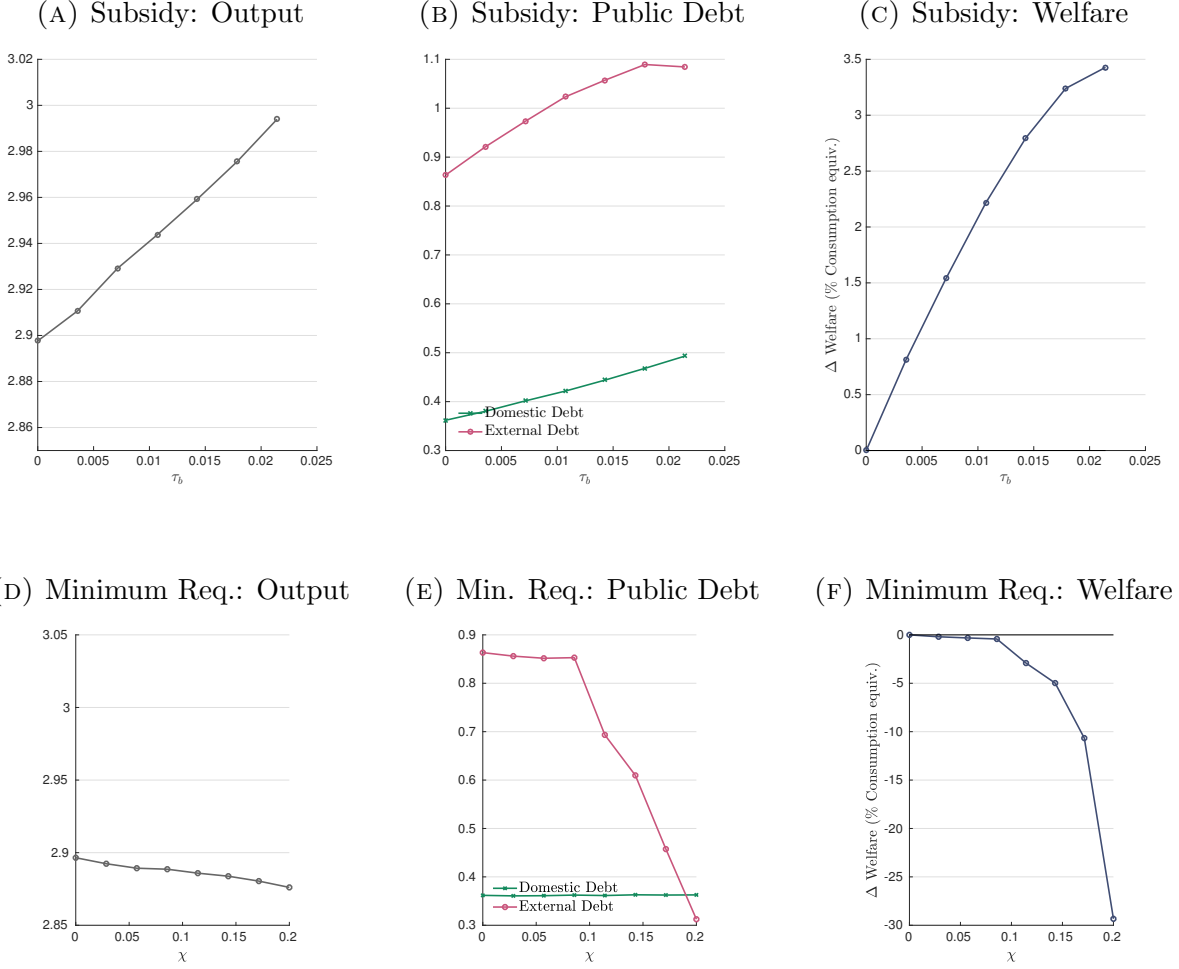 (A) Subsidy: Output
(B) Subsidy: Public Debt
(C) Subsidy: Welfare
3.02
3
2.98
2.96
2.94
2.92
2.9
2.88
2.86
0 0.005 0.01 0.015 0.02 0.025
τb
1.1
1
0.9
0.8
0.7
0.6
0.5
0.4
0.3
Domestic Debt
External Debt
0 0.005 0.01 0.015 0.02 0.025
τb
Δ Welfare (% Consumption equiv.)
3.5
3
2.5
2
1.5
1
0.5
0
0 0.005 0.01 0.015 0.02 0.025
τb
D) Minimum Req.: Output
(E) Min. Req.: Public Debt
(F) Minimum Req.: Welfare
3.05
3
2.95
2.9
2.85
0 0.05 0.1 0.15 0.2
χ
0.9
0.8
0.7
0.6
0.5
0.4
0.3
Domestic Debt
External Debt
0 0.05 0.1 0.15 0.2
χ
Δ Welfare (% Consumption equiv.)
0
-5
-10
-15
-20
-25
-30
0 0.05 0.1 0.15 0.2
χ